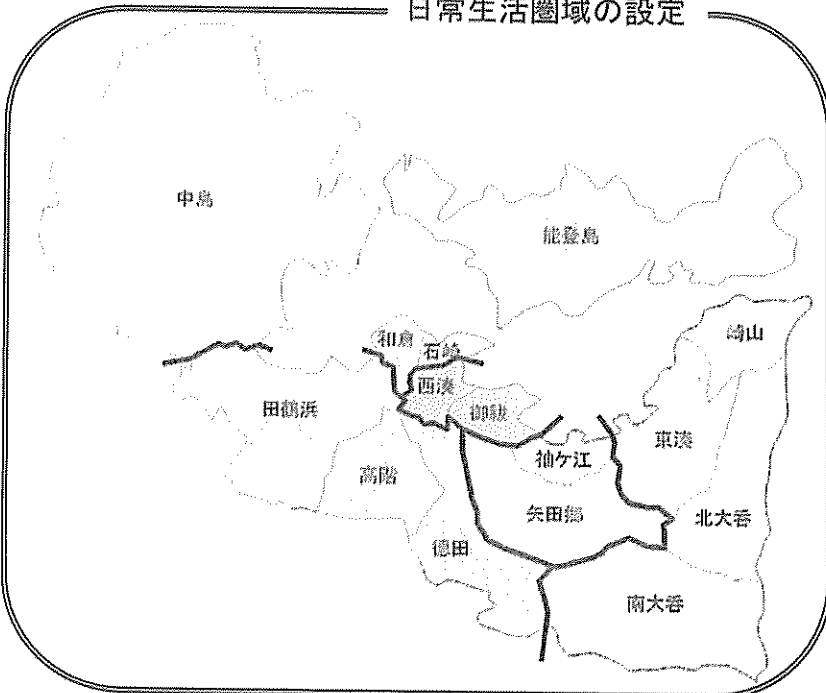 日常生活圏域の設定
中島
能登島
崎山
和倉
石崎
西湊
御祓
田鶴浜
東湊
袖ケ江
高階
矢田郷
北大呑
徳田
南大呑